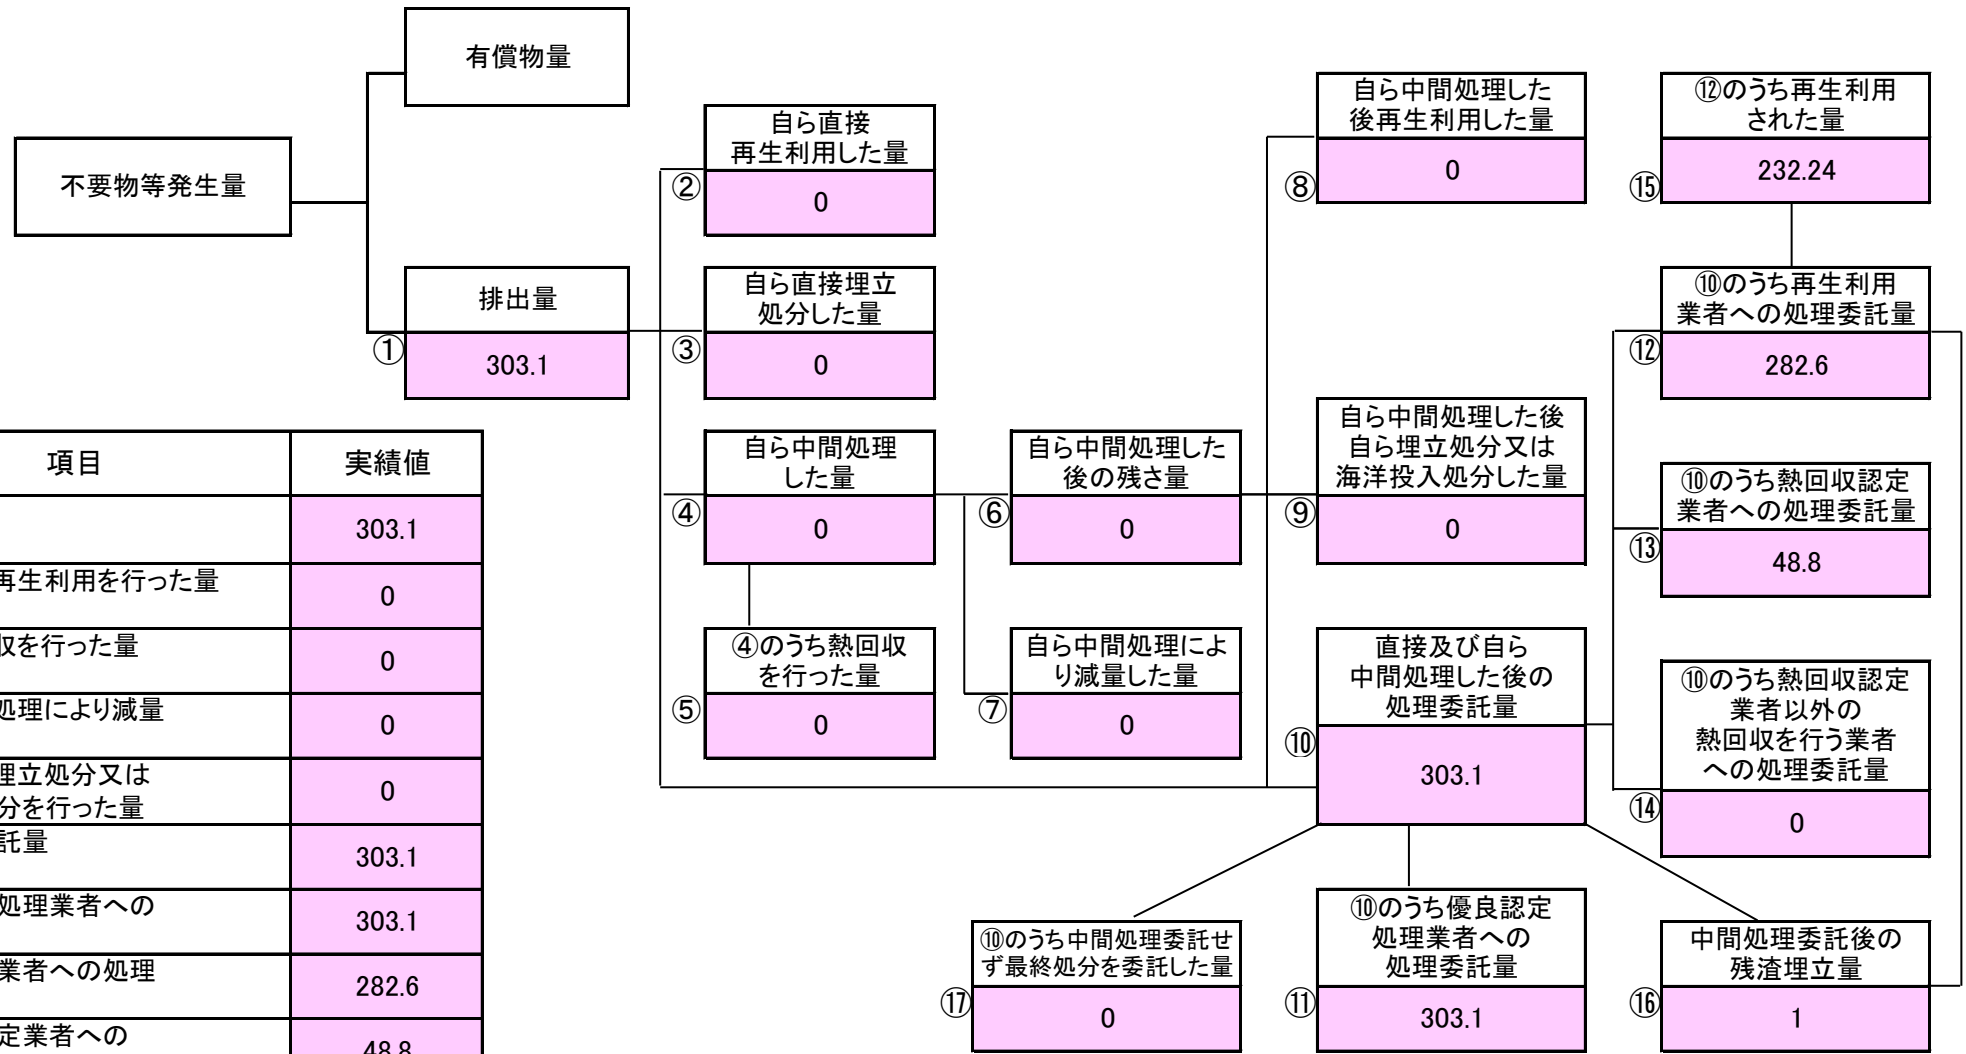 有償物量
不要物等発生量
排出量
①
303.1
自ら直接
再生利用した量
②
0
自ら直接埋立
処分した量
③
0
自ら中間処理
した量
④
0
④のうち熱回収
を行った量
⑤
0
自ら中間処理した
後の残さ量
⑥
0
自ら中間処理によ
り減量した量
⑦
0
自ら中間処理した
後再生利用した量
⑧
0
自ら中間処理した後
自ら埋立処分又は
海洋投入処分した量
⑨
0
直接及び自ら
中間処理した後の
処理委託量
⑩
303.1
⑫のうち再生利用
された量
⑮
232.24
⑩のうち再生利用
業者への処理委託量
⑫
282.6
⑩のうち熱回収認定
業者への処理委託量
⑬
48.8
⑩のうち熱回収認定
業者以外の
熱回収を行う業者
への処理委託量
⑭
0
⑩のうち中間処理委託せ
ず最終処分を委託した量
⑰
0
⑩のうち優良認定
処理業者への
処理委託量
⑪
303.1
中間処理委託後の
残渣埋立量
⑯
1
項目 実績値
303.1
再生利用を行った量
0
収を行った量
0
処理により減量
0
埋立処分又は
分を行った量
0
託量
303.1
処理業者への
303.1
業者への処理
282.6
定業者への
48.8